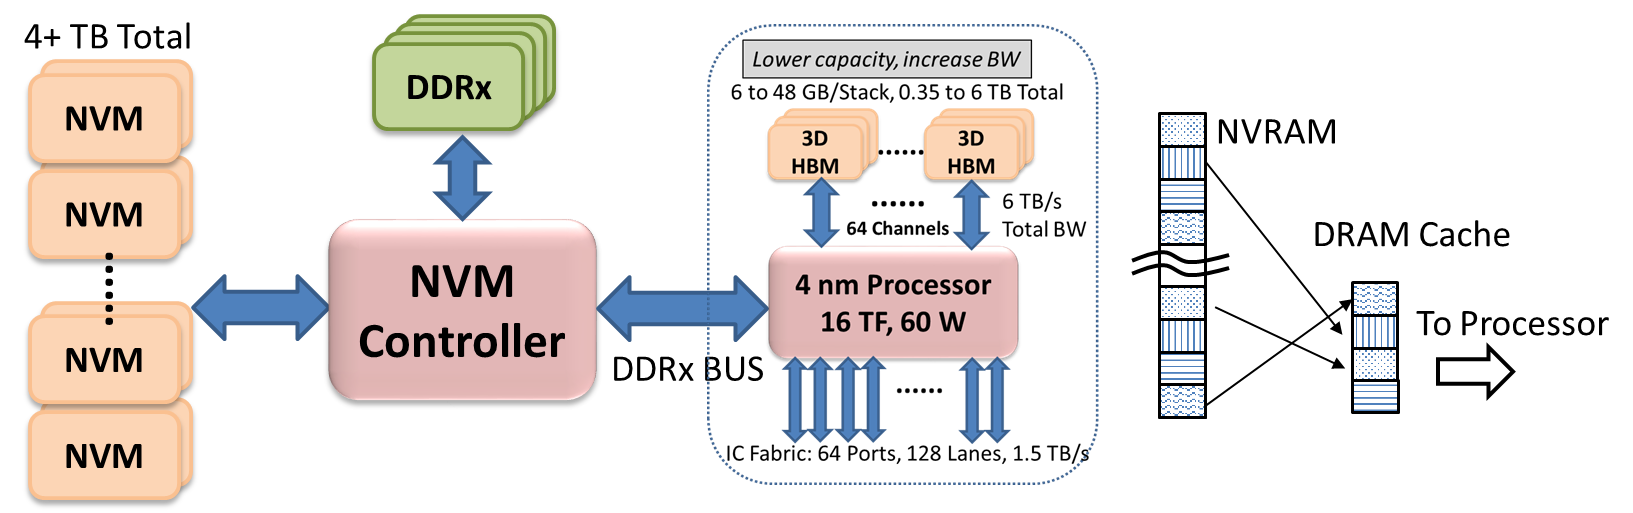 4+ TB Total
NVM
NVM
NVM
NVM
DDRx
NVM
Controller
DDRx BUS
Lower capacity, increase BW
6 to 48 GB/Stack, 0.35 to 6 TB Total
3D
HBM
......
3D
HBM
......
64 Channels
6 TB/s
Total BW
4 nm Processor
16 TF, 60 W
......
IC Fabric: 64 Ports, 128 Lanes, 1.5 TB/s
NVRAM
DRAM Cache
To Processor